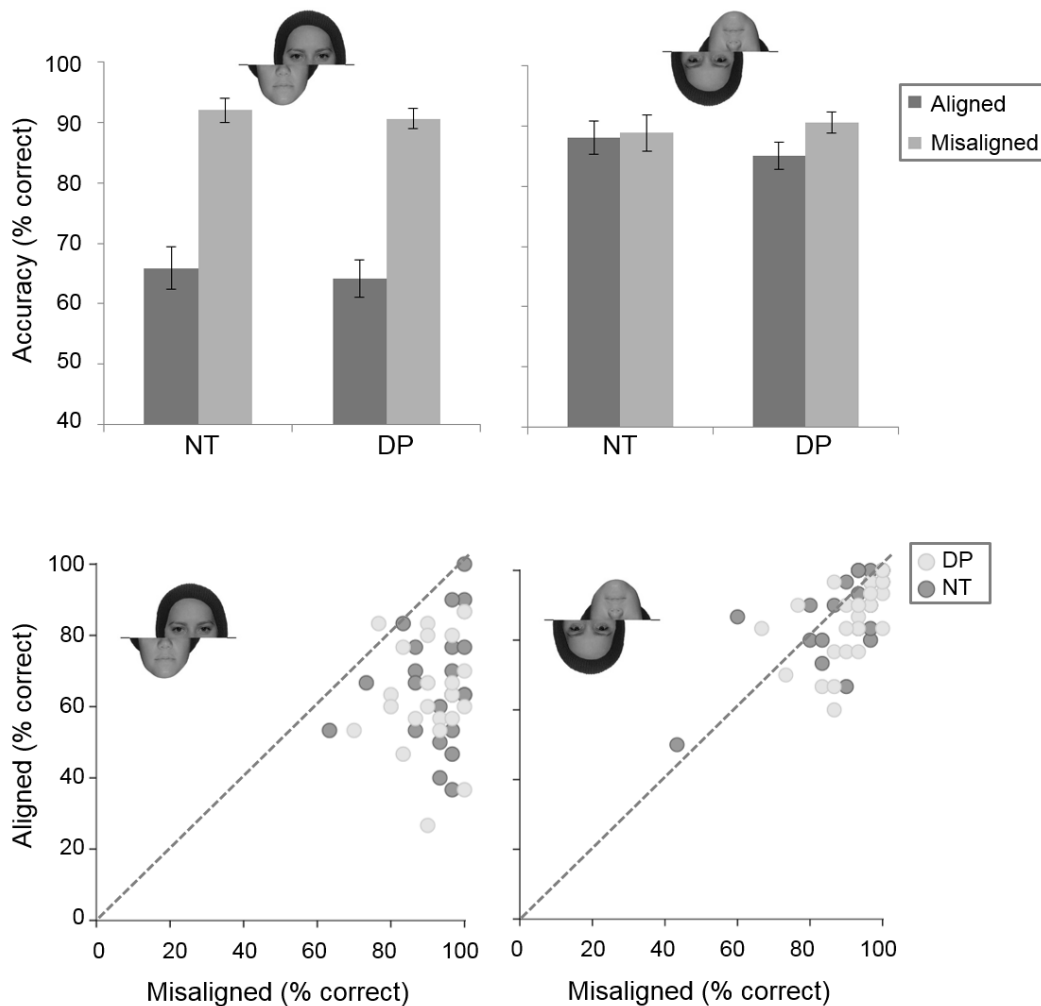 100
90
80
70
60
50
40
Accuracy (% correct)
NT
DP
NT
DP
Aligned
Misaligned
100
80
60
40
20
0
Aligned (% correct)
0
20
40
60
80
100
Misaligned (% correct)
0
20
40
60
80
100
Misaligned (% correct)
DP
NT